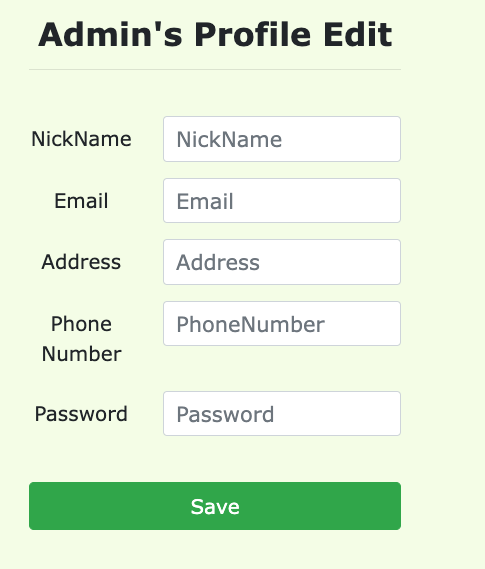 Admin's Profile Edit
NickName NickName
Email Email
Address Address
Phone
Number PhoneNumber
Password Password
Save